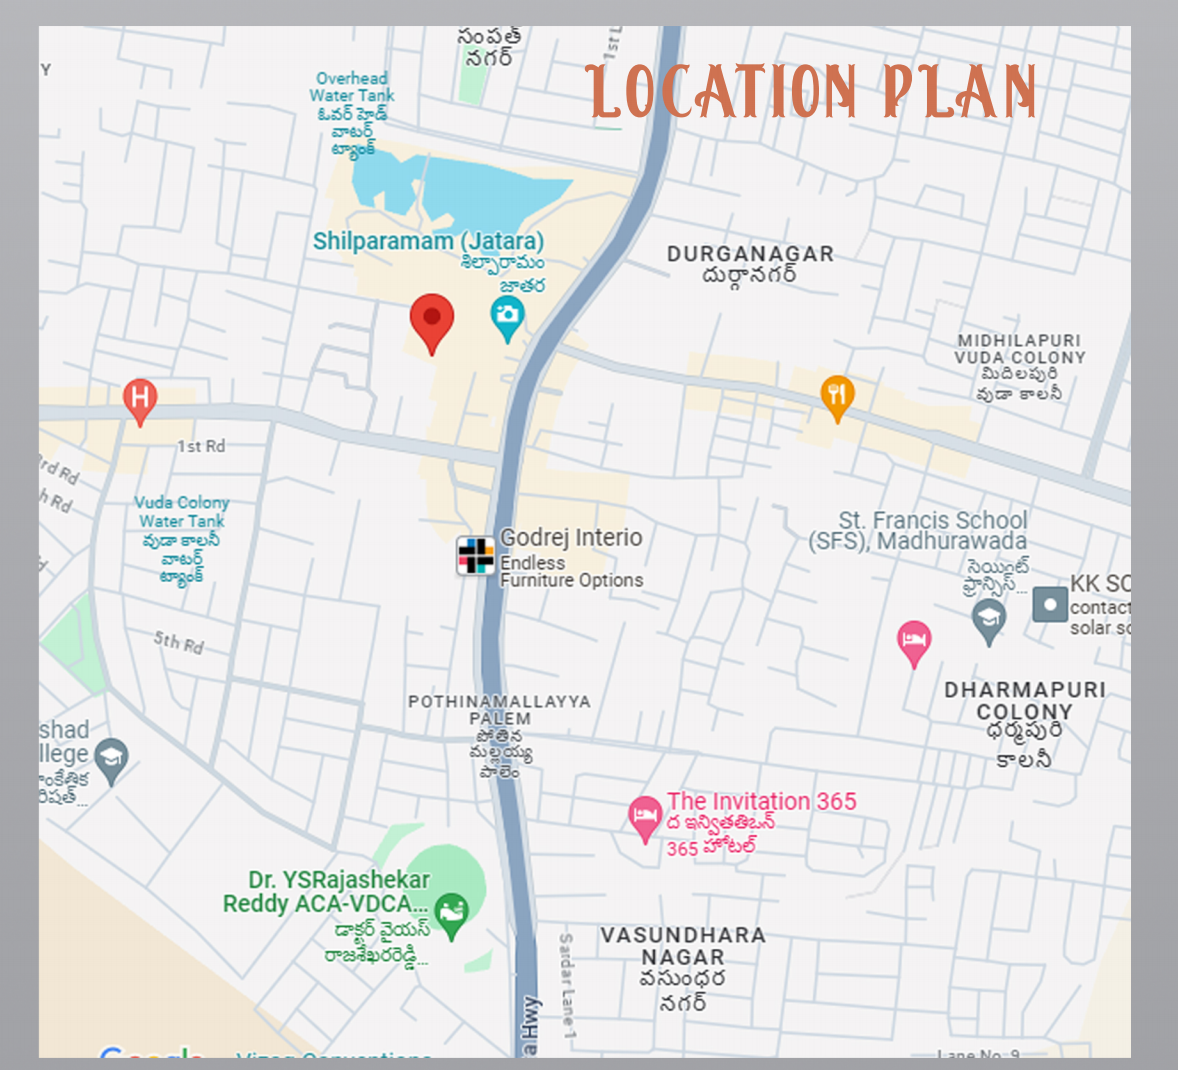 సంపత్
నగర్
1st L
LOCATION PLAN
Y
Overhead
Water Tank
ఓవర్ హెడ్
వాటర్
ట్యాంక్
Shilparamam (Jatara)
శిల్పారామం
జాతర
DURGANAGAR
దుర్గానగర్
MIDHILAPURI
VUDA COLONY
మిదిలపురి
వుడా కాలనీ
H
1st Rd
3rd Rd
h Rd
Vuda Colony
Water Tank
వుడా కాలనీ
వాటర్
ట్యాంక్
Godrej Interio
Endless
Furniture Options
St. Francis School
(SFS), Madhurawada
సెయింట్
ఫ్రాన్సిస్...
KK SO
contact
solar so
5th Rd
DHARMAPURI
COLONY
ధర్మపురి
కాలనీ
POTHINAMALLAYYA
PALEM
పోతిన
మల్లయ్య
పాలెం
shad
llege
ాంకేతిక
రిషత్...
The Invitation 365
ద ఇన్వితతిఒన్
365 హోటల్
Dr. YSRajashekar
Reddy ACA-VDCA...
డాక్టర్ వైయస్
రాజశేఖరరెడ్డి...
VASUNDHARA
NAGAR
వసుంధర
నగర్
Sardar Lane 1
a Hwy
Google
Vizag Conventions
Lane No. 9